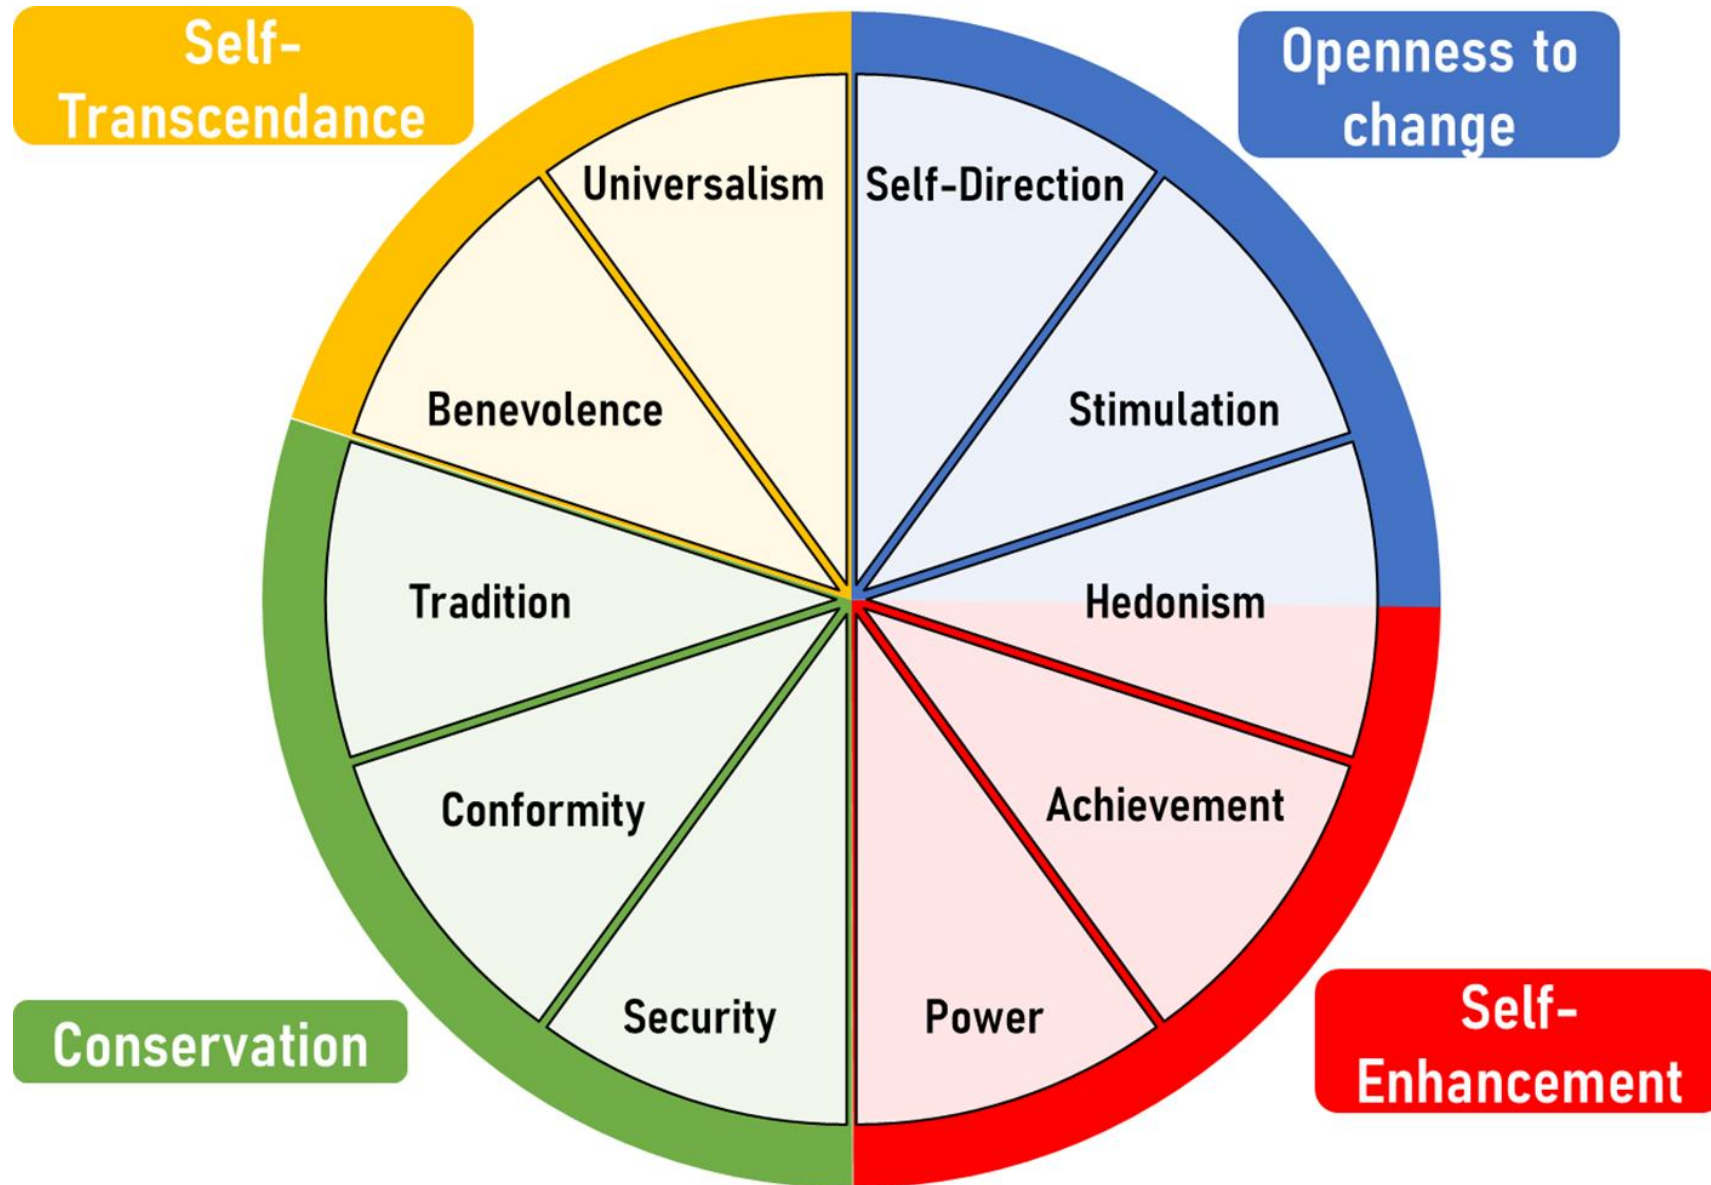 Self-
Transcendance
Openness to
change
Universalism
Self-Direction
Benevolence
Stimulation
Tradition
Hedonism
Conformity
Achievement
Security
Power
Conservation
Self-
Enhancement